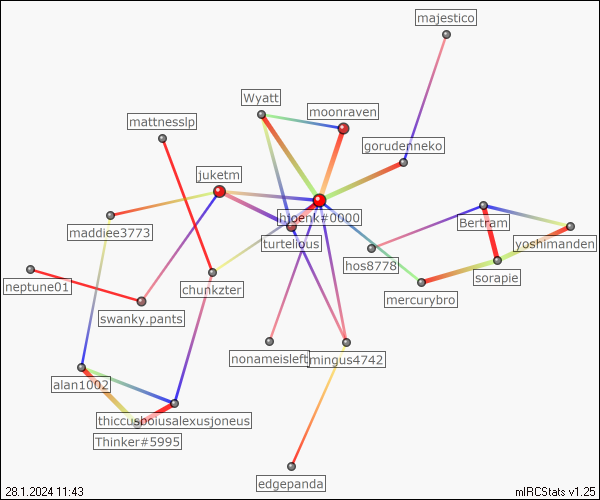 majestico
Wyatt
moonraven
mattnesslp
gorudenneko
juketm
hjoenk#0000
Bertram
maddiee3773
turtelious
yoshimanden
hos8778
sorapie
neptune01
chunkzter
mercurybro
swanky.pants
nonameisleft
mingus4742
alan1002
thiccusboiusalexusjoneus
Thinker#5995
edgepanda
28.1.2024 11:43
mIRCStats v1.25